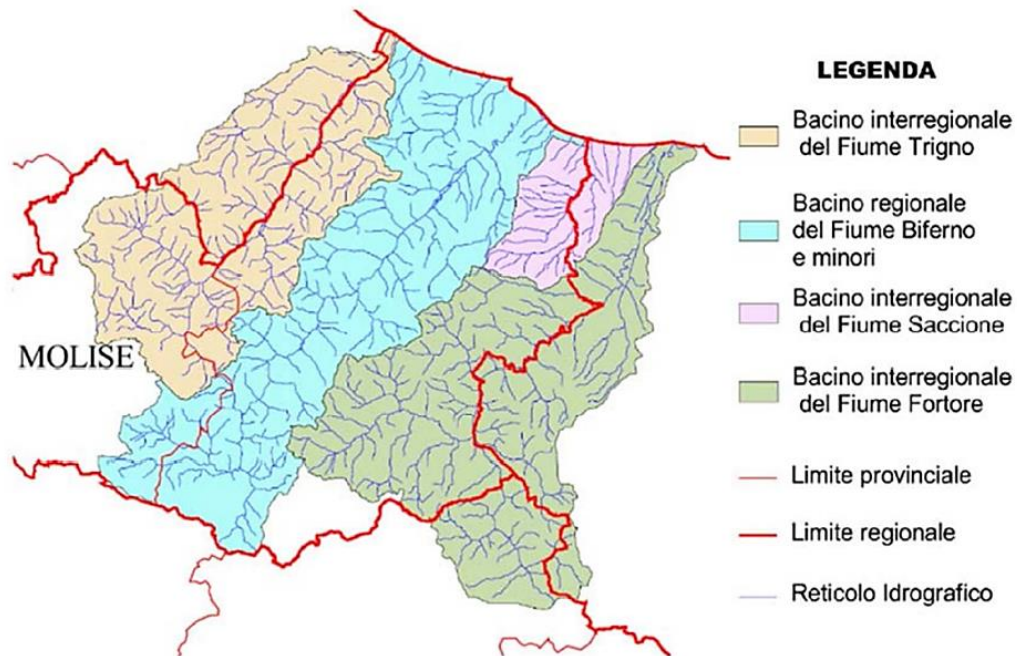 LEGENDA
Bacino interregionale
del Fiume Trigno
Bacino regionale
del Fiume Biferno
e minori
Bacino interregionale
del Fiume Saccione
Bacino interregionale
del Fiume Fortore
Limite provinciale
Limite regionale
Reticolo Idrografico
MOLISE